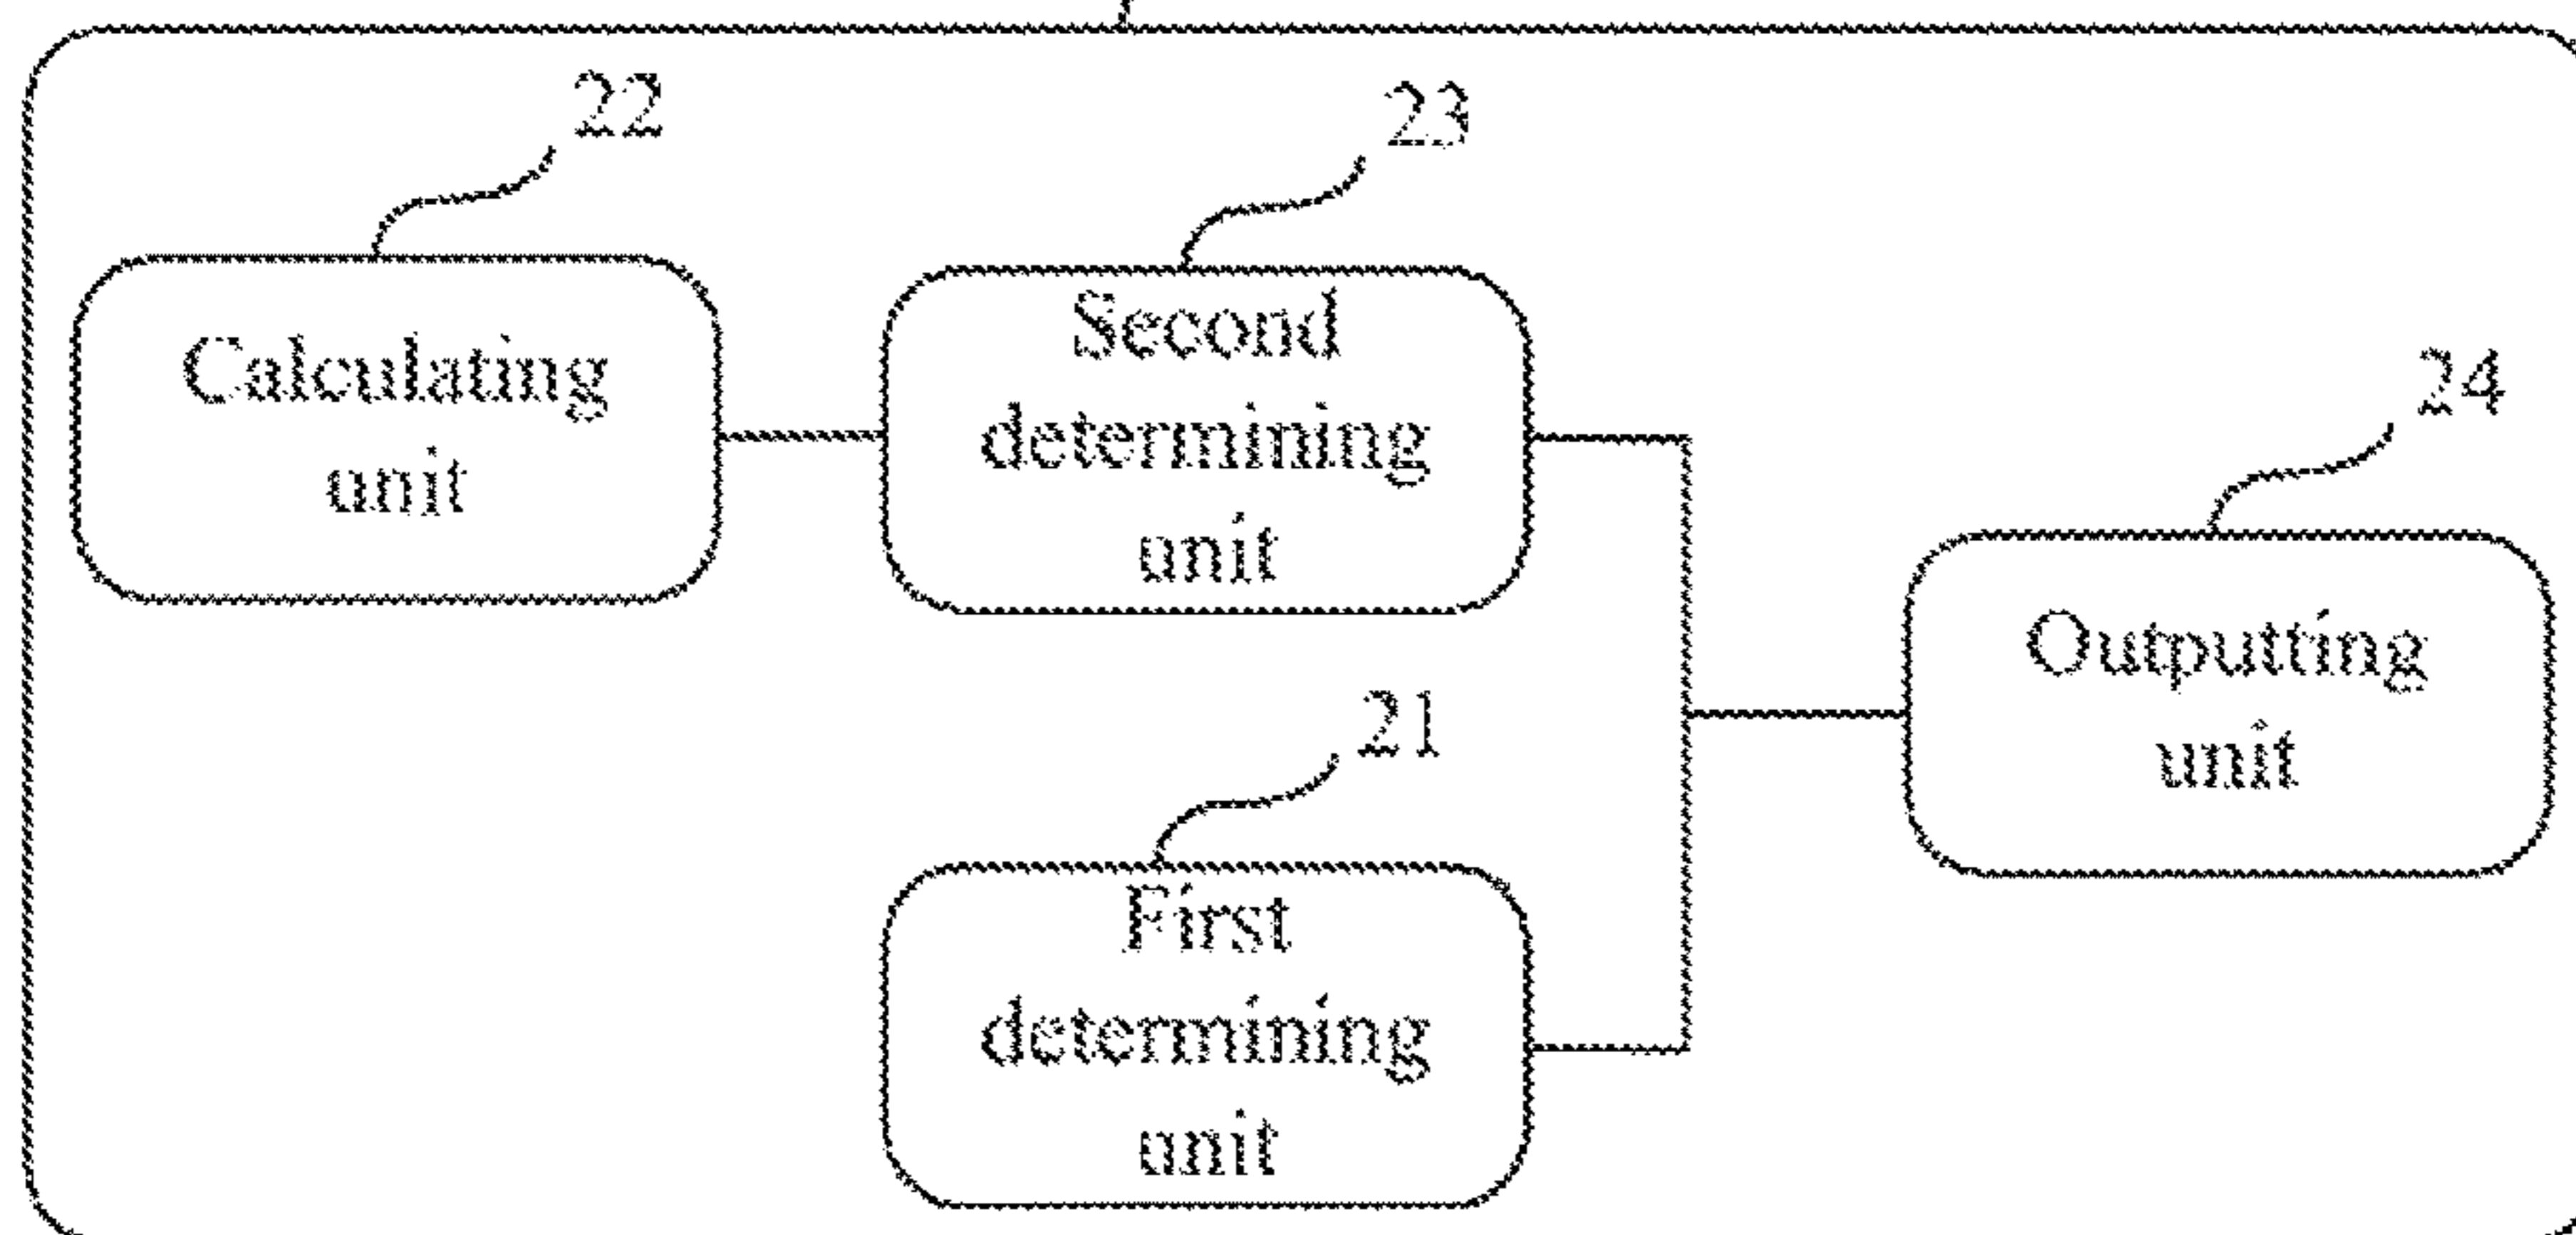 22
23
Calculating
unit
Second
determining
unit
24
Outputting
unit
21
First
determining
unit